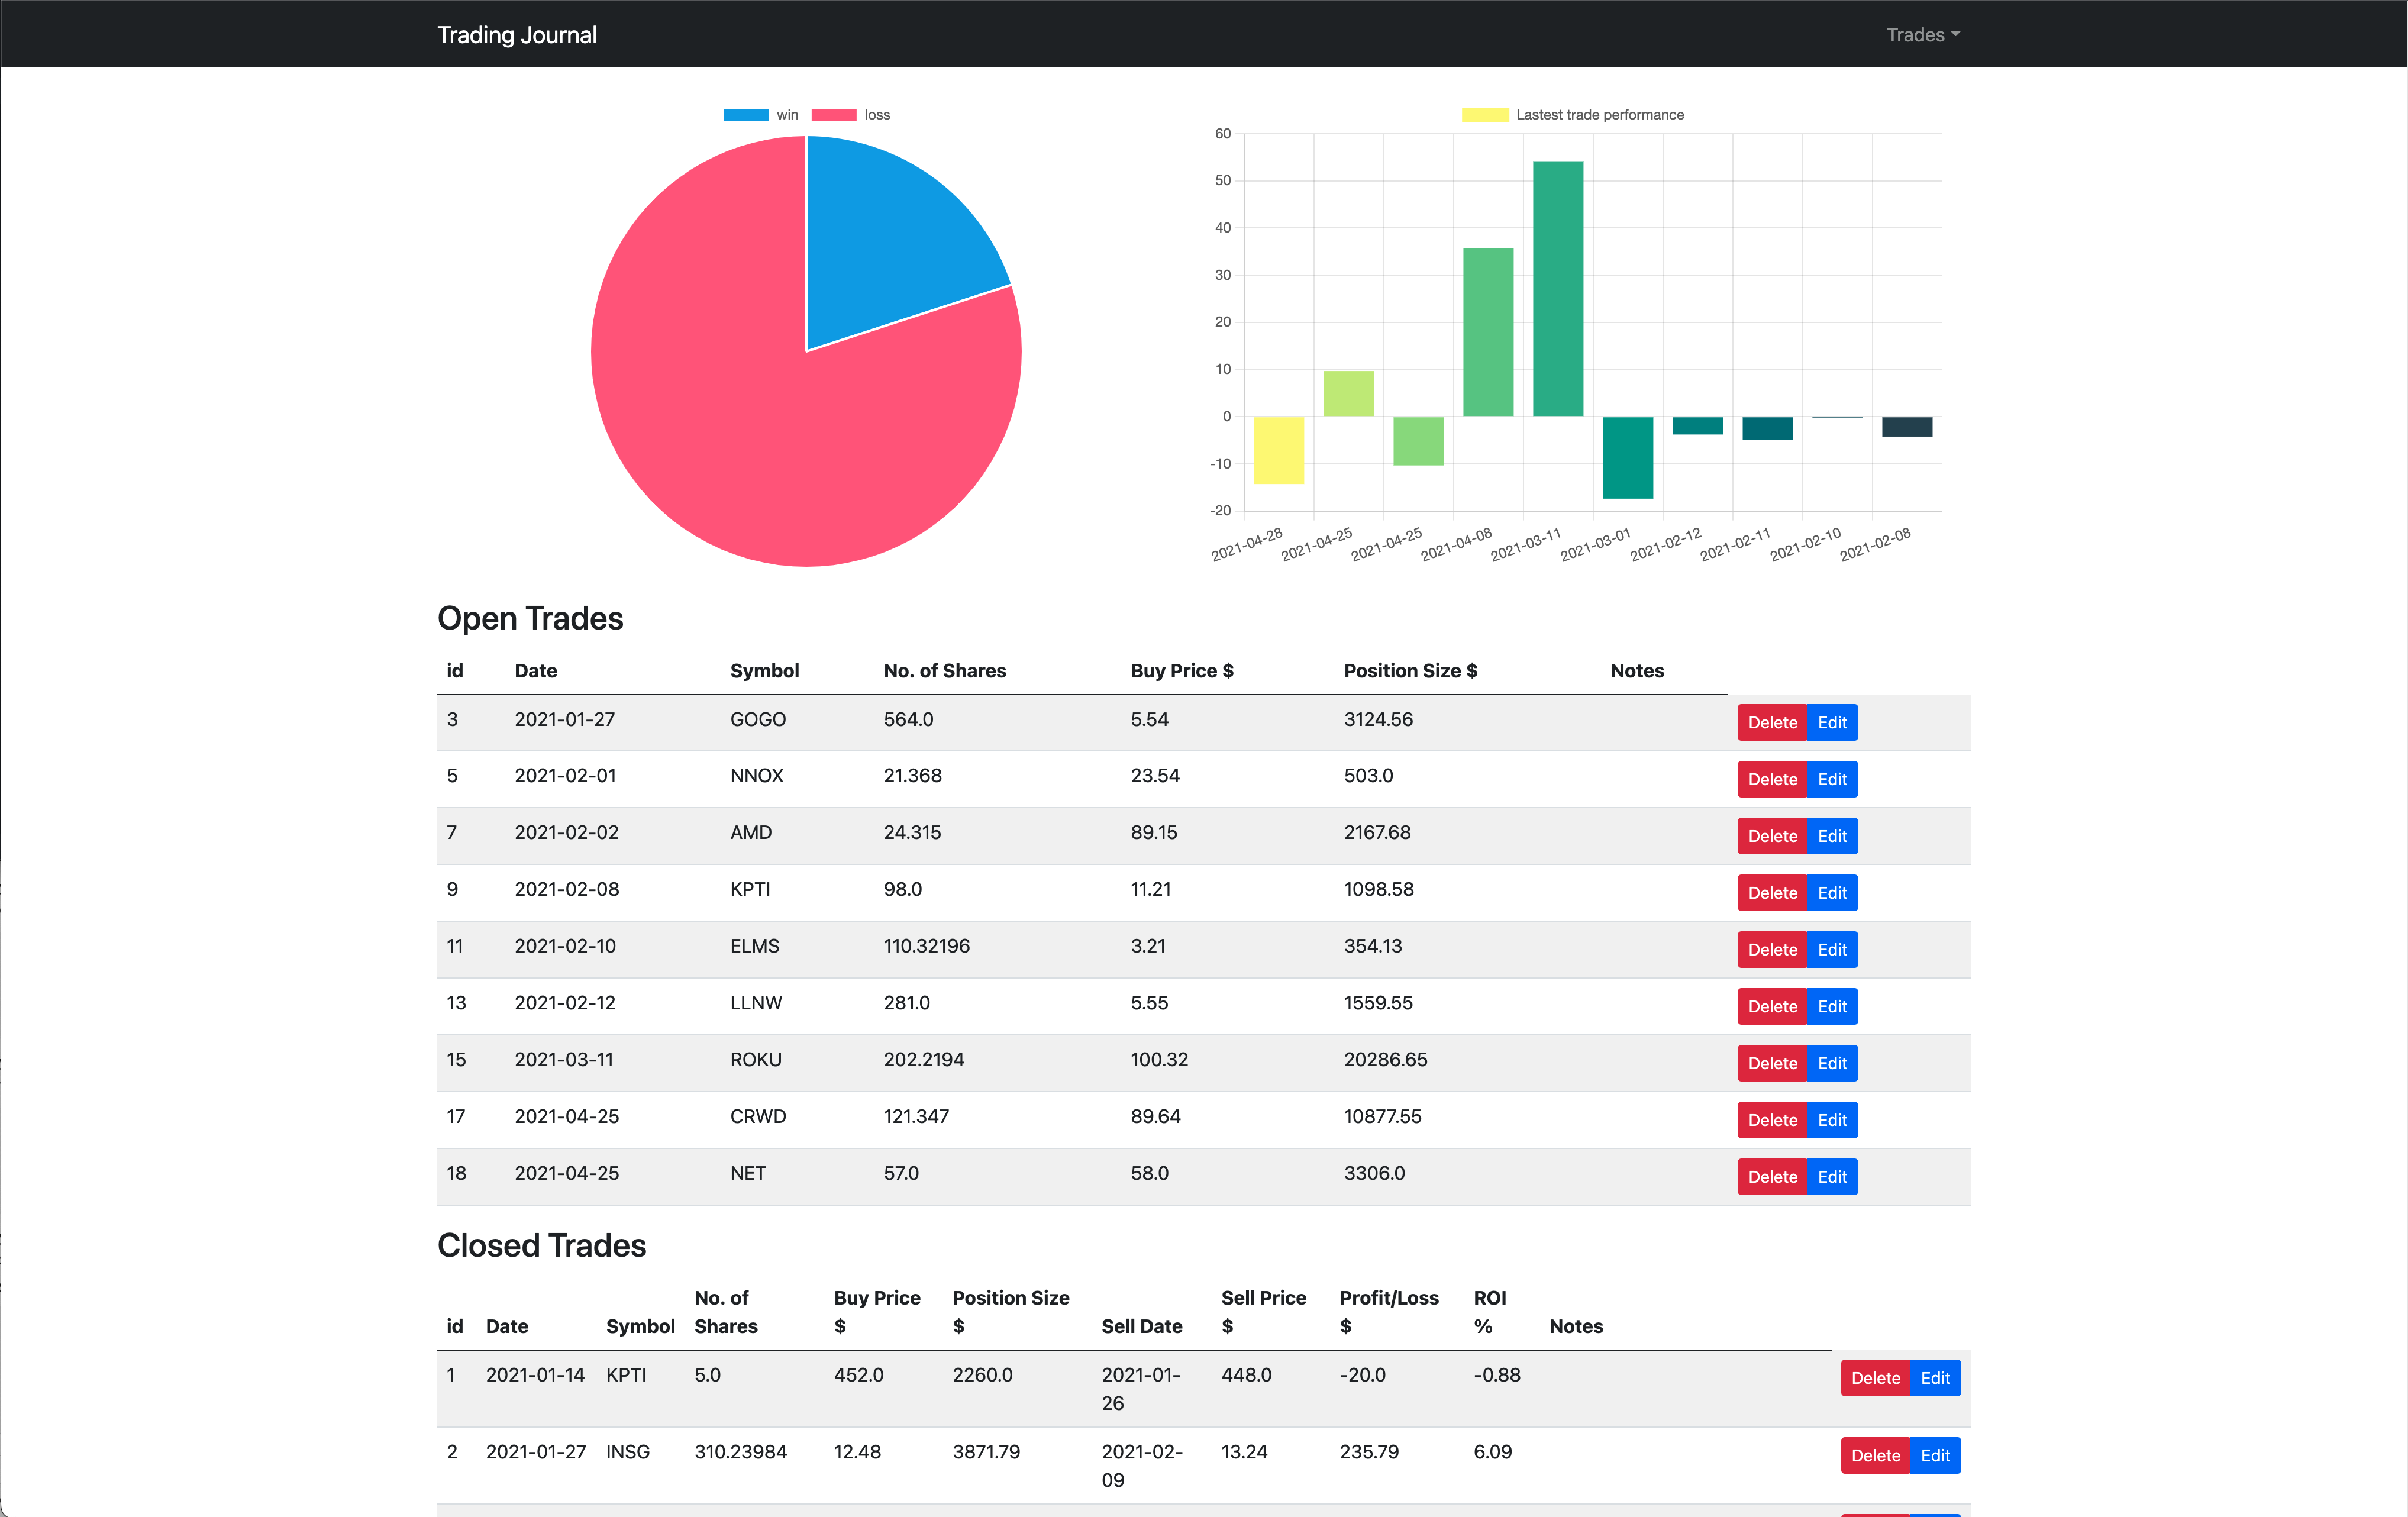 Trading Journal
Trades
win loss
Lastest trade performance
60
50
40
30
20
10
0
-10
-20
2021-04-28 2021-04-25 2021-04-25 2021-04-08 2021-03-11 2021-03-01 2021-02-12 2021-02-11 2021-02-10 2021-02-08
Open Trades
id Date Symbol No. of Shares Buy Price $ Position Size $ Notes
3 2021-01-27 GOGO 564.0 5.54 3124.56 Delete Edit
5 2021-02-01 NNOX 21.368 23.54 503.0 Delete Edit
7 2021-02-02 AMD 24.315 89.15 2167.68 Delete Edit
9 2021-02-08 KPTI 98.0 11.21 1098.58 Delete Edit
11 2021-02-10 ELMS 110.32196 3.21 354.13 Delete Edit
13 2021-02-12 LLNW 281.0 5.55 1559.55 Delete Edit
15 2021-03-11 ROKU 202.2194 100.32 20286.65 Delete Edit
17 2021-04-25 CRWD 121.347 89.64 10877.55 Delete Edit
18 2021-04-25 NET 57.0 58.0 3306.0 Delete Edit
Closed Trades
No. of Buy Price Position Size Sell Price Profit/Loss ROI
id Date Symbol Shares $ $ Sell Date $ $ % Notes
1 2021-01-14 KPTI 5.0 452.0 2260.0 2021-01- 448.0 -20.0 -0.88 Delete Edit
26
2 2021-01-27 INSG 310.23984 12.48 3871.79 2021-02- 13.24 235.79 6.09 Delete Edit
09